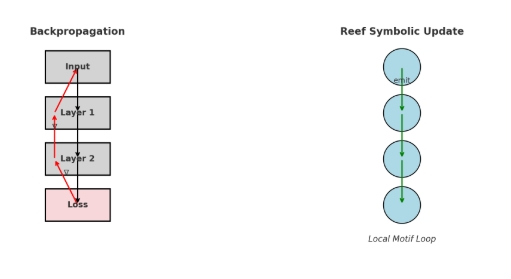 Backpropagation
Input
Layer 1
∇
Layer 2
∇
Loss
Reef Symbolic Update
emit
Local Motif Loop